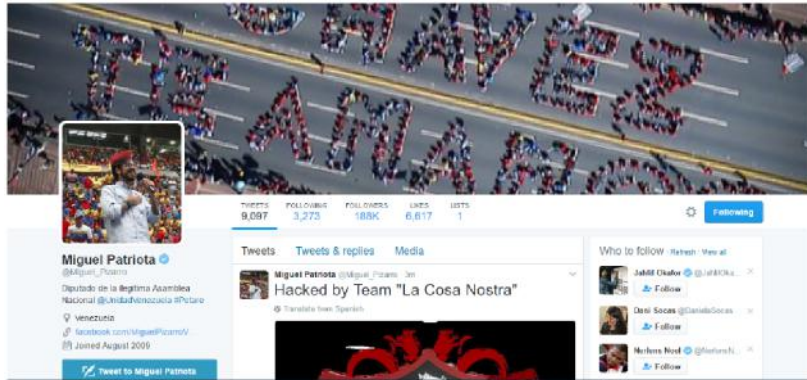 CHAVEZ
TE AMAMOS
TWEETS FOLLOWING FOLLOWERS LIKES LISTS
9,097 3,273 188K 6,617 1
Following
Miguel Patriota
@Miguel_Pizarro
Diputado de la Ilegitima Asamblea
Nacional @UnidadVenezuela #Petare
Venezuela
facebook.com/MiguelPizarroV
Joined August 2009
Tweet to Miguel Patriota
Tweets Tweets & replies Media
Miguel Patriota @Miguel_Pizarro · 3m
Hacked by Team "La Cosa Nostra"
Translate from Spanish
Who to follow · Refresh · View all
Jahlil Okafor @JahlilOka...
Follow
Dani Socas @DanielaSocas
Follow
Nerlens Noel @NerlensN...
Follow